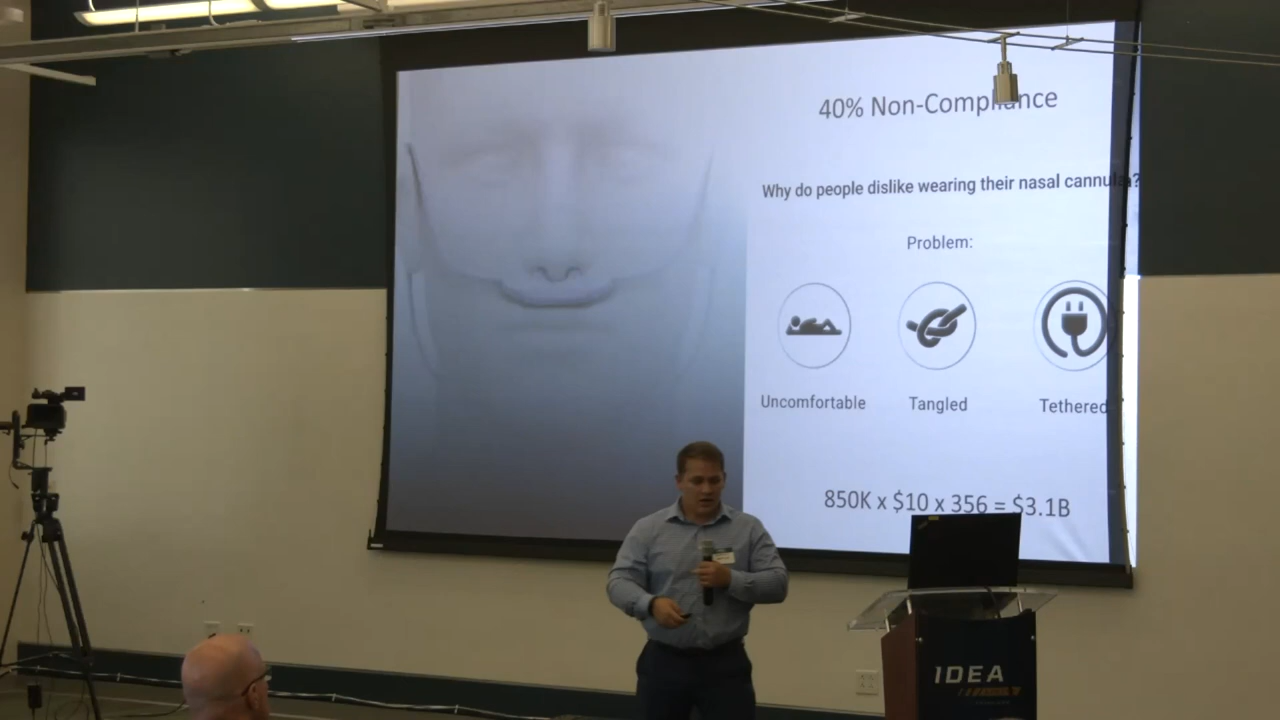 40% Non-Compliance
Why do people dislike wearing their nasal cannula?
Problem:
Uncomfortable
Tangled
Tethered
850K x $10 x 356 = $3.1B
IDEA